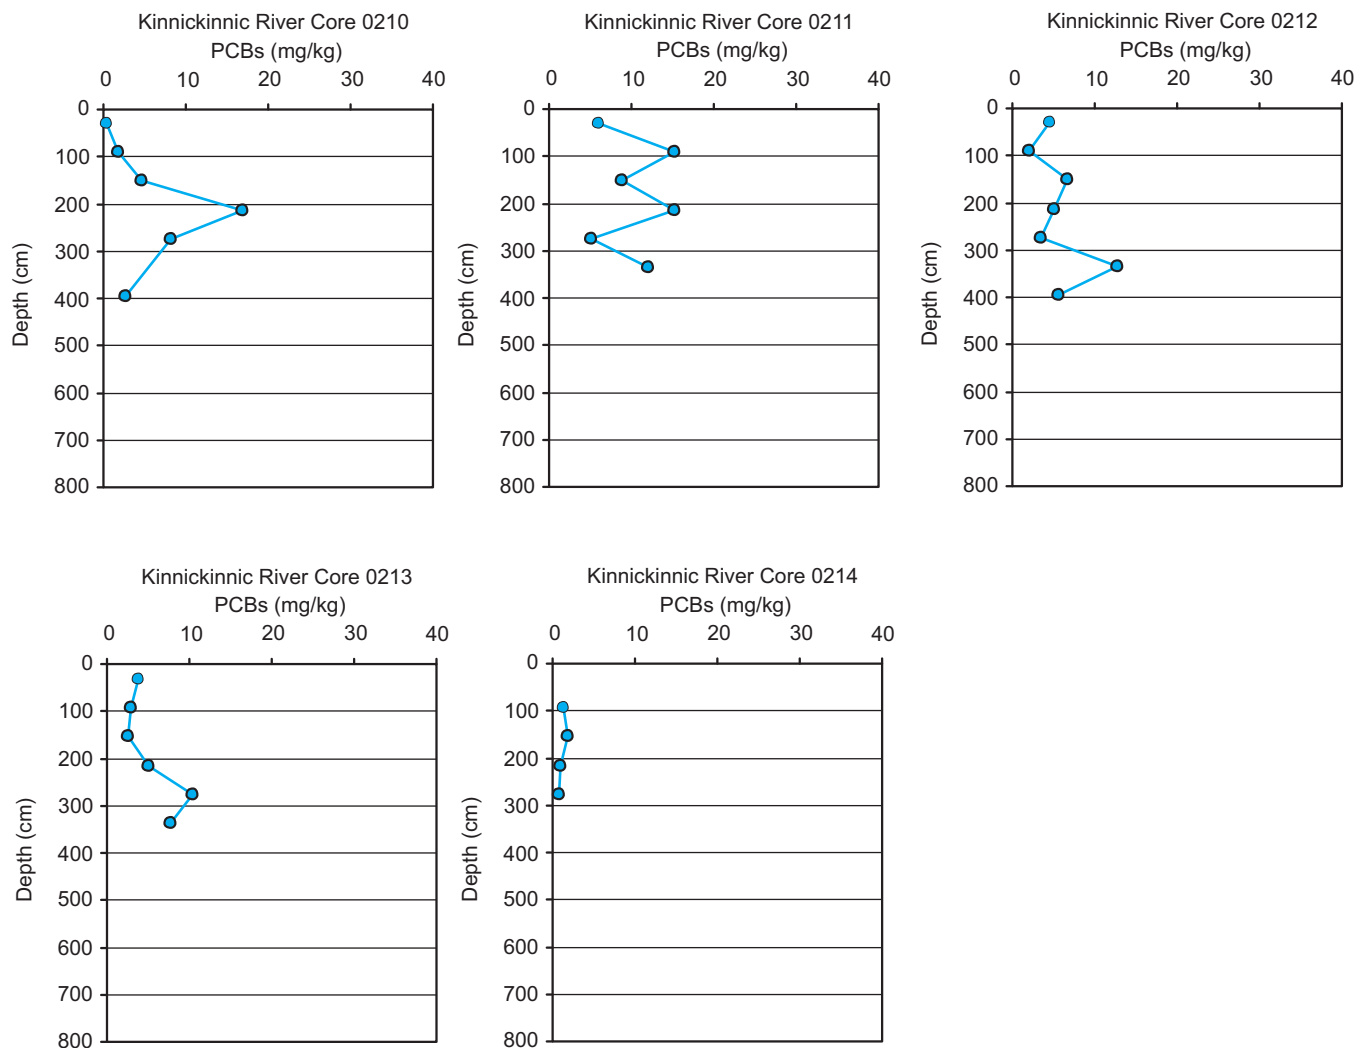 Kinnickinnic River Core 0210
PCBs (mg/kg)
0 10 20 30 40
0
100
200
300
400
500
600
700
800
Depth (cm)
Kinnickinnic River Core 0211
PCBs (mg/kg)
0 10 20 30 40
0
100
200
300
400
500
600
700
800
Depth (cm)
Kinnickinnic River Core 0212
PCBs (mg/kg)
0 10 20 30 40
0
100
200
300
400
500
600
700
800
Depth (cm)
Kinnickinnic River Core 0213
PCBs (mg/kg)
0 10 20 30 40
0
100
200
300
400
500
600
700
800
Depth (cm)
Kinnickinnic River Core 0214
PCBs (mg/kg)
0 10 20 30 40
0
100
200
300
400
500
600
700
800
Depth (cm)